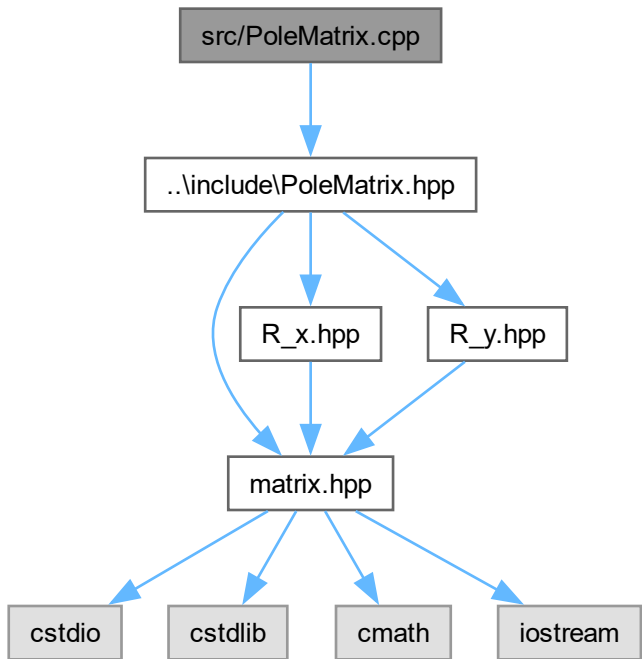 src/PoleMatrix.cpp
..\include\PoleMatrix.hpp
R_x.hpp
R_y.hpp
matrix.hpp
cstdio
cstdlib
cmath
iostream